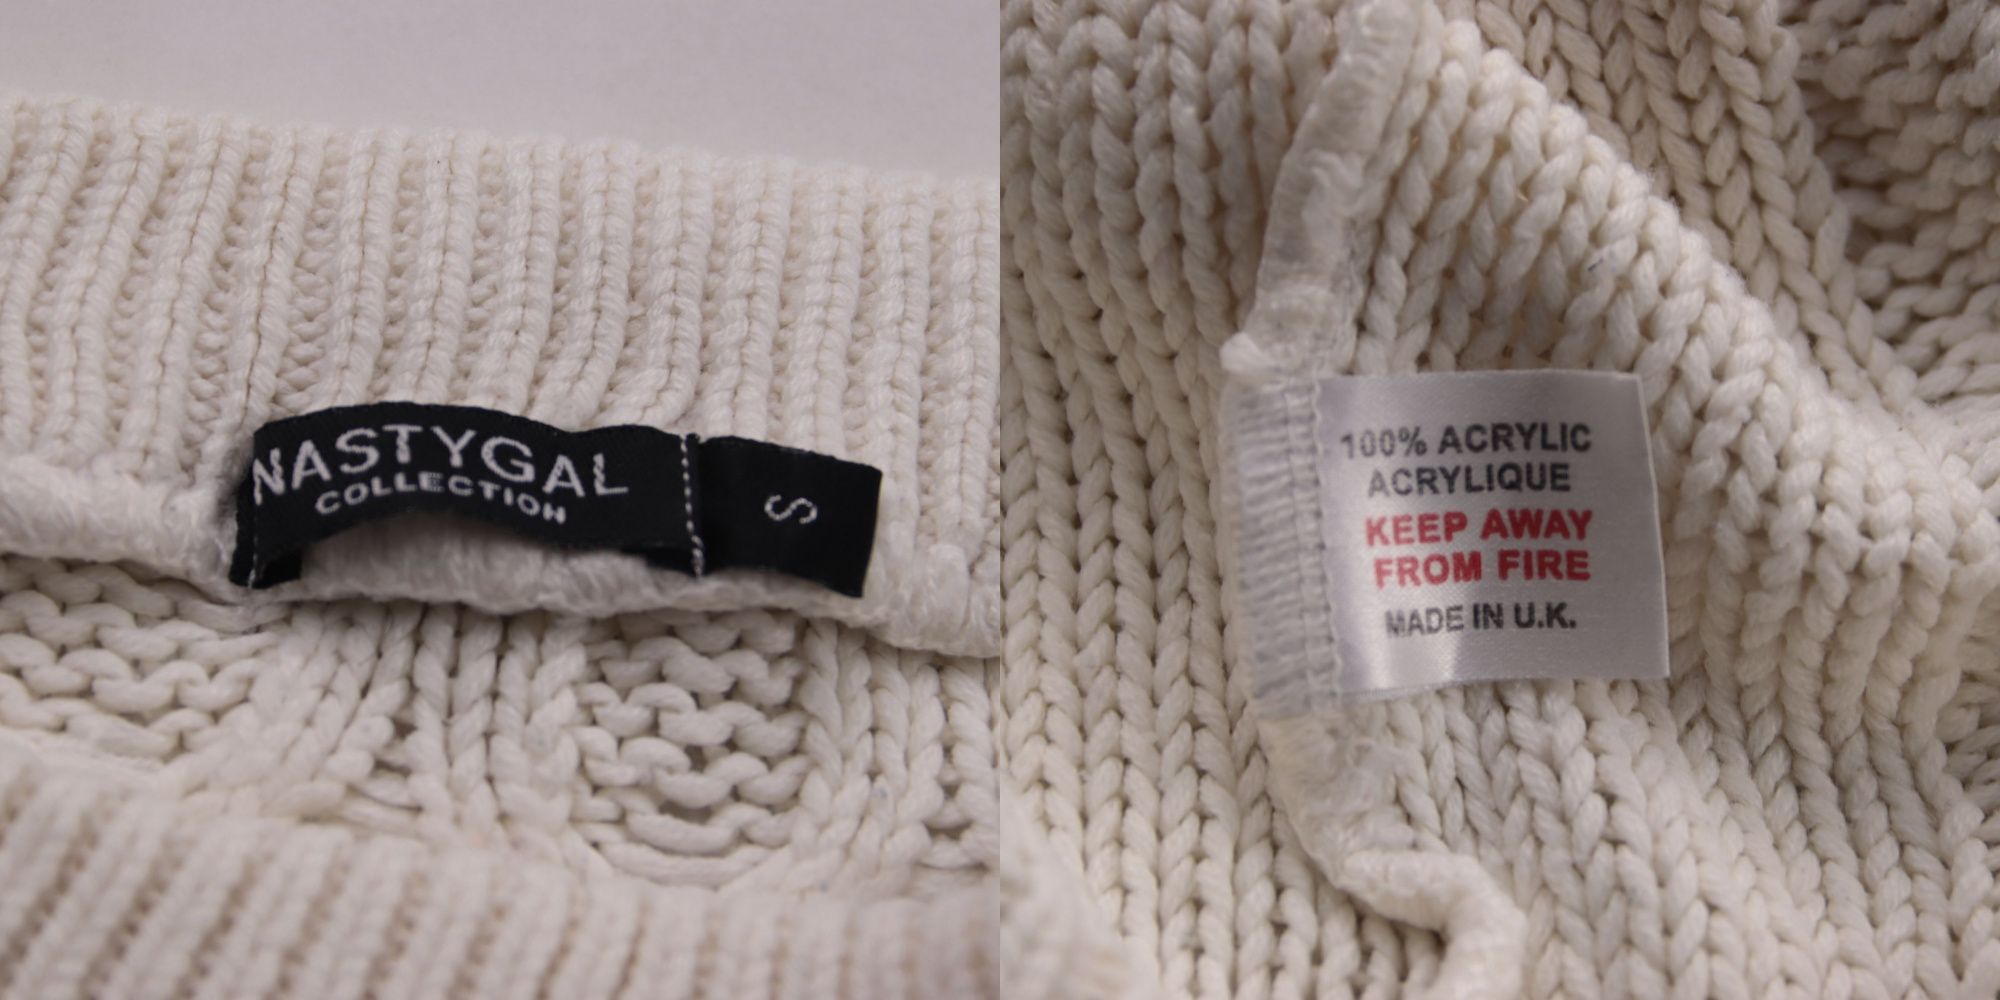 NASTYGAL
COLLECTION
S
100% ACRYLIC
ACRYLIQUE
KEEP AWAY
FROM FIRE
MADE IN U.K.